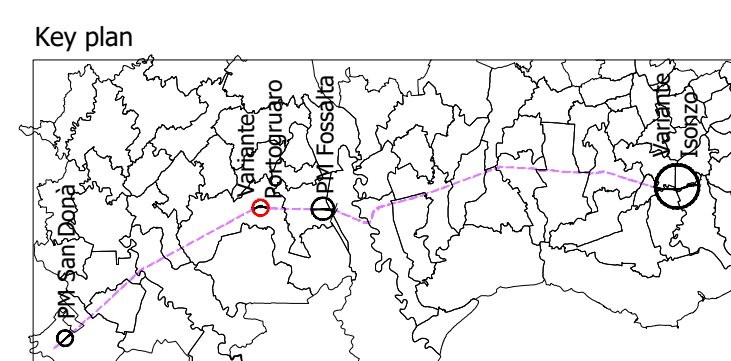 Key plan
PM San Donà
Variante
Portogruaro
PM Fossalta
Variante
Isonzo